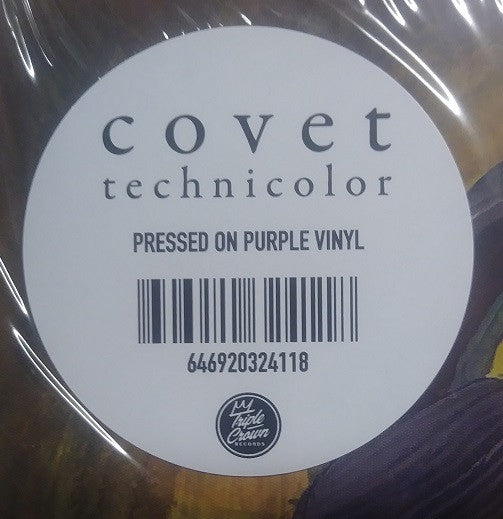 covet
technicolor
PRESSED ON PURPLE VINYL
646920324118
Triple
Crown
RECORDS